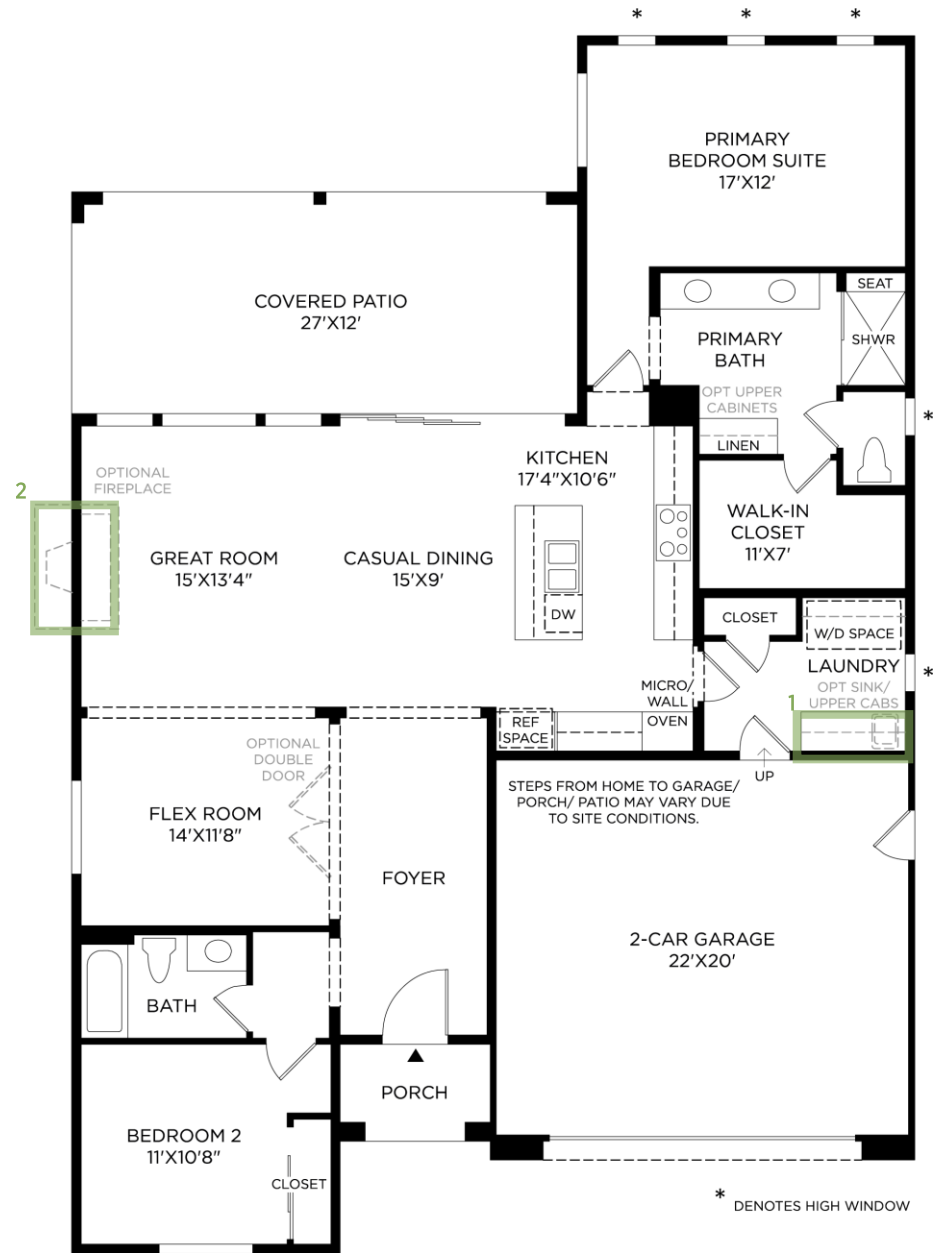 * * *
PRIMARY
BEDROOM SUITE
17'X12'
COVERED PATIO
27'X12'
SEAT
SHWR
PRIMARY
BATH
OPT UPPER
CABINETS
LINEN
*
KITCHEN
17'4"X10'6"
OPTIONAL
FIREPLACE
2
GREAT ROOM
15'X13'4"
CASUAL DINING
15'X9'
DW
WALK-IN
CLOSET
11'X7'
CLOSET
W/D SPACE
LAUNDRY
*
OPT SINK/
UPPER CABS
1
MICRO/
WALL
OVEN
REF
SPACE
UP
OPTIONAL
DOUBLE
DOOR
FLEX ROOM
14'X11'8"
STEPS FROM HOME TO GARAGE/
PORCH/ PATIO MAY VARY DUE
TO SITE CONDITIONS.
FOYER
2-CAR GARAGE
22'X20'
BATH
PORCH
BEDROOM 2
11'X10'8"
CLOSET
* DENOTES HIGH WINDOW